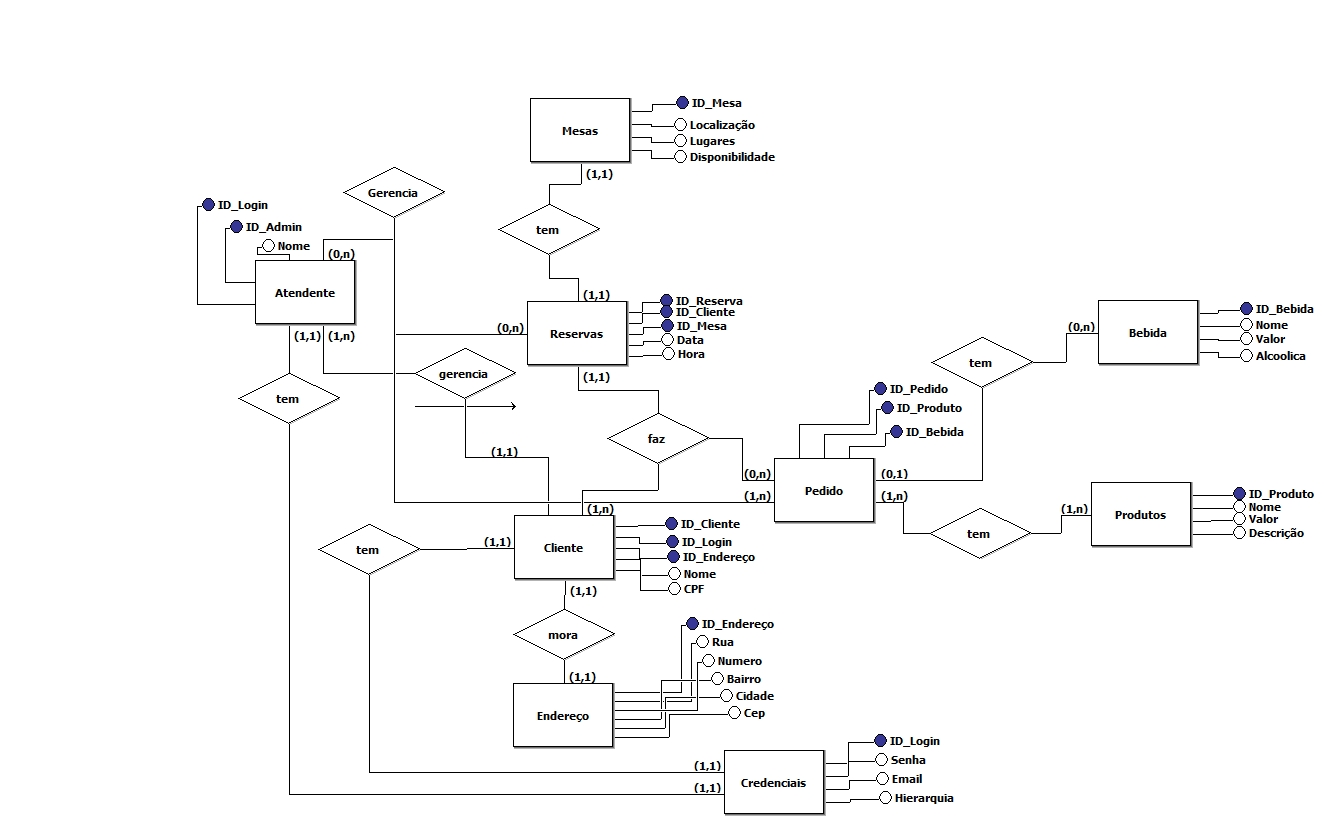 ID_Mesa
Localização
Mesas
Lugares
Disponibilidade
(1,1)
Gerencia
ID_Login
ID_Admin
tem
Nome
(0,n)
Atendente
(1,1)
ID_Reserva
ID_Cliente
ID_Mesa
(0,n)
Reservas
Data
Hora
(1,1)
(1,n)
(1,1)
gerencia
tem
ID_Bebida
Nome
(0,n)
Bebida
Valor
Alcoolica
tem
ID_Pedido
ID_Produto
ID_Bebida
faz
(1,1)
(0,n)
(0,1)
Pedido
(1,n)
(1,n)
(1,n)
ID_Produto
Nome
(1,n)
Produtos
Valor
Descrição
tem
ID_Cliente
ID_Login
tem
(1,1)
Cliente
ID_Endereço
Nome
CPF
(1,1)
mora
ID_Endereço
Rua
Numero
(1,1)
Bairro
Cidade
Endereço
Cep
ID_Login
Senha
(1,1)
Credenciais
Email
(1,1)
Hierarquia